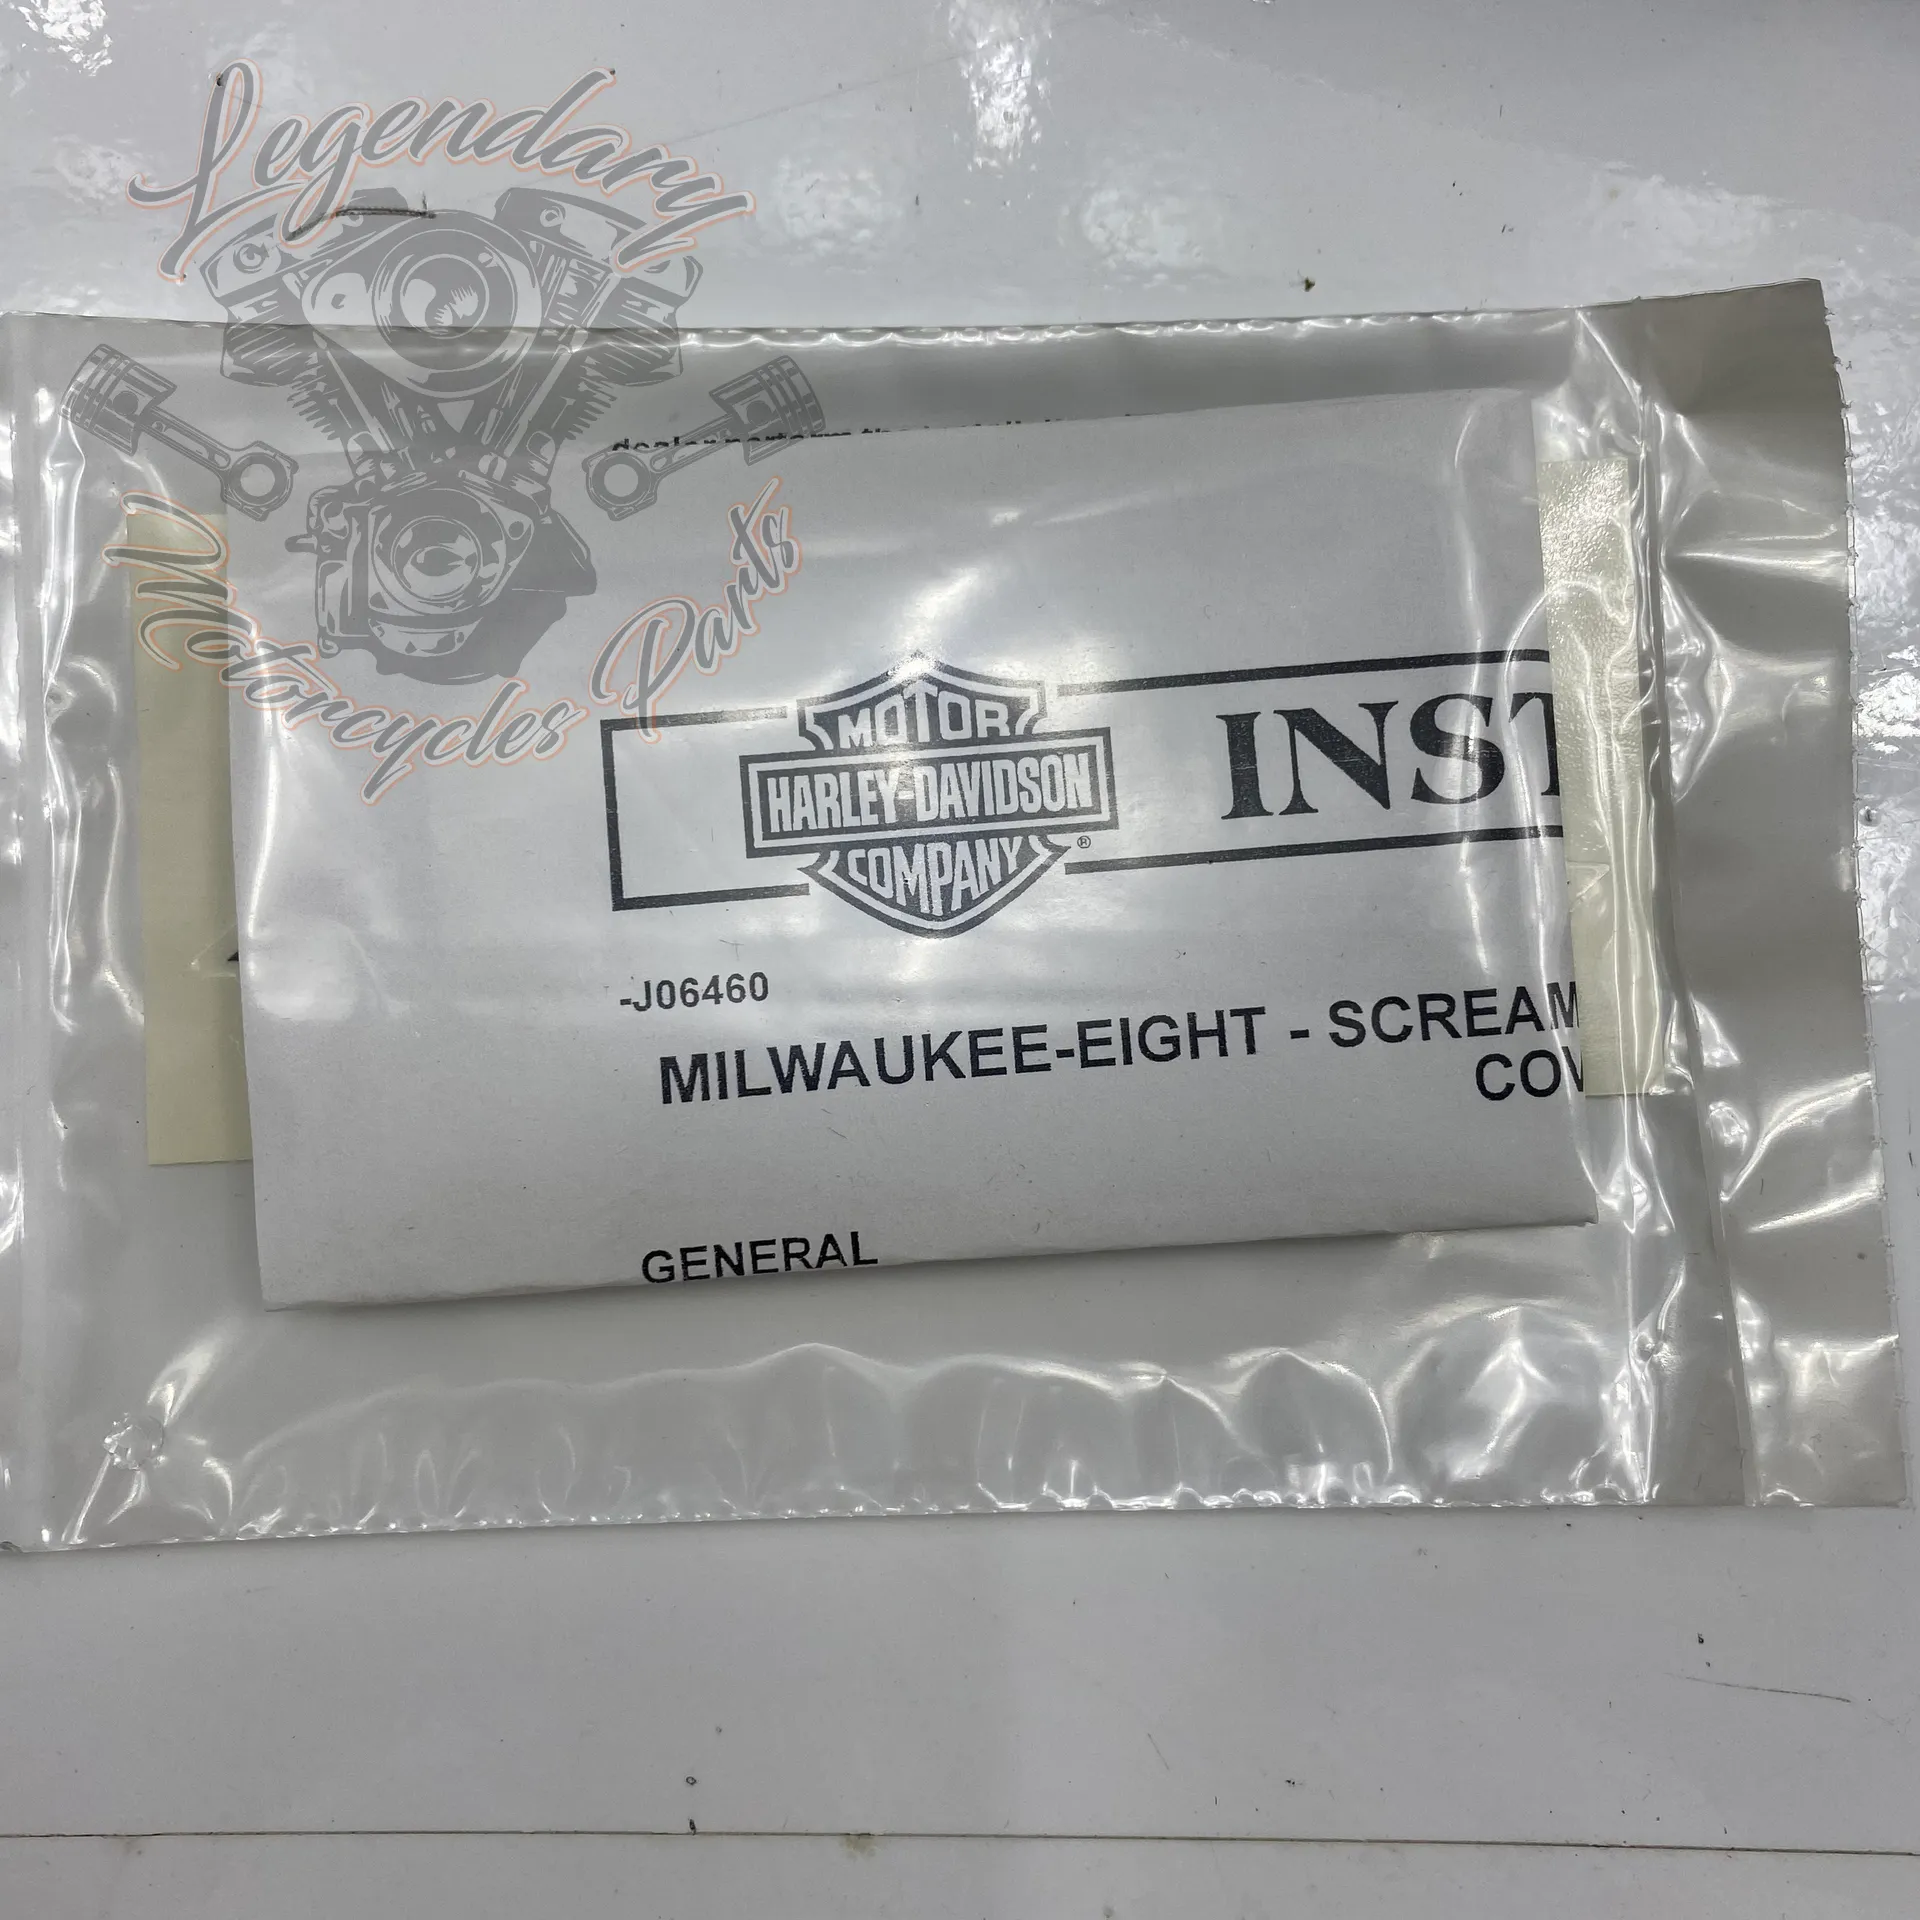 Legendary
Motorcycles Parts
MOTOR
HARLEY-DAVIDSON
COMPANY
®
INST
-J06460
MILWAUKEE-EIGHT - SCREAM
COV
GENERAL